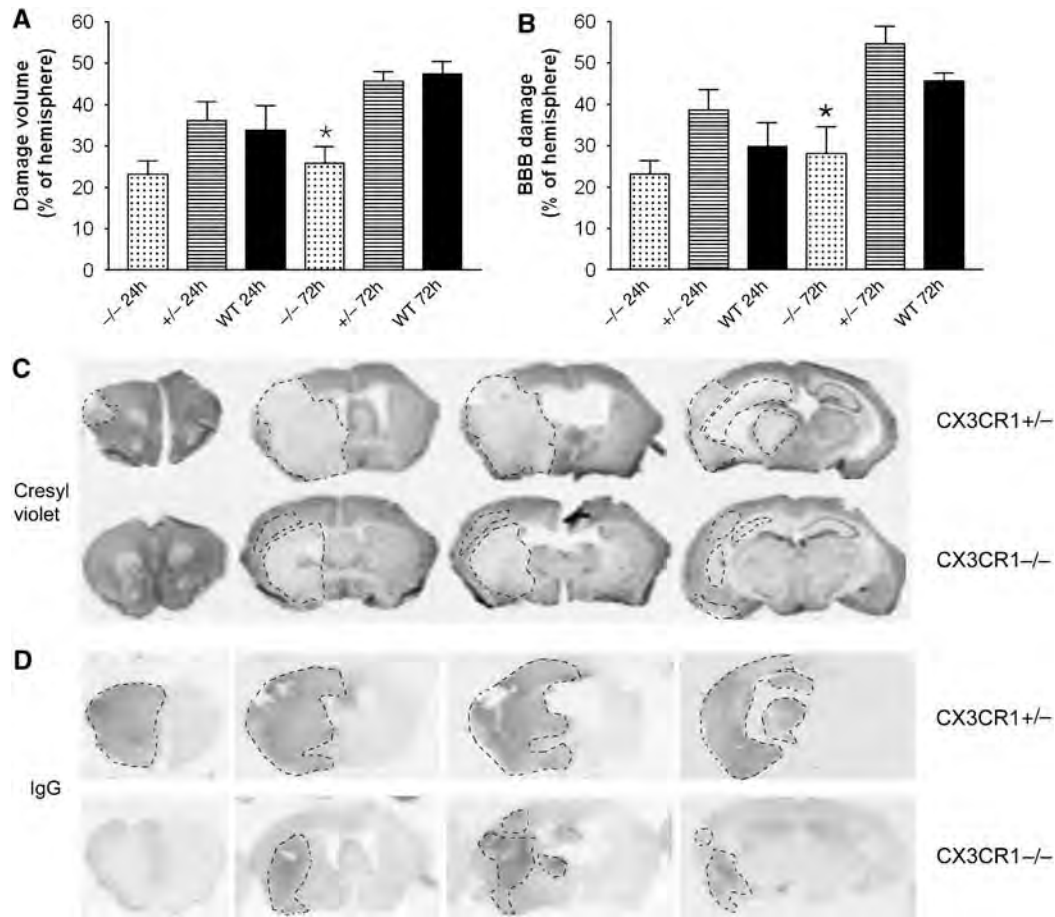 A
Damage volume
(% of hemisphere)
60
50
40
30
20
10
0
*
−/− 24h
+/− 24h
WT 24h
−/− 72h
+/− 72h
WT 72h
B
BBB damage
(% of hemisphere)
60
50
40
30
20
10
0
*
−/− 24h
+/− 24h
WT 24h
−/− 72h
+/− 72h
WT 72h
C
Cresyl
violet
CX3CR1+/−
CX3CR1−/−
D
IgG
CX3CR1+/−
CX3CR1−/−